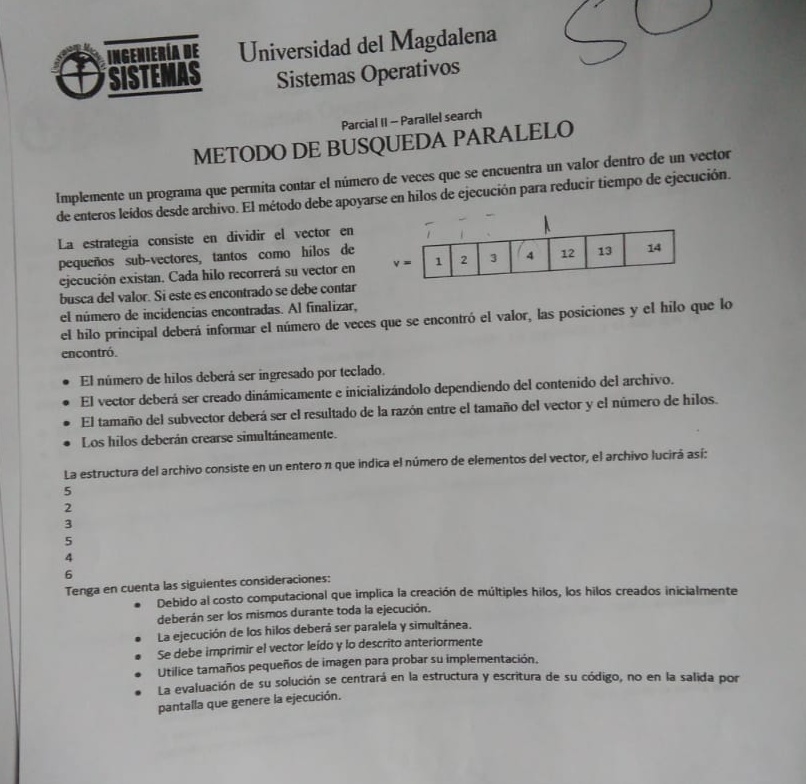 INGENIERÍA DE
SISTEMAS
Universidad del Magdalena
Sistemas Operativos
50
Parcial II – Parallel search
METODO DE BUSQUEDA PARALELO
Implemente un programa que permita contar el número de veces que se encuentra un valor dentro de un vector
de enteros leídos desde archivo. El método debe apoyarse en hilos de ejecución para reducir tiempo de ejecución.
La estrategia consiste en dividir el vector en
pequeños sub-vectores, tantos como hilos de
ejecución existan. Cada hilo recorrerá su vector en
busca del valor. Si este es encontrado se debe contar
el número de incidencias encontradas. Al finalizar,
el hilo principal deberá informar el número de veces que se encontró el valor, las posiciones y el hilo que lo
encontró.
v = 1 2 3 4 12 13 14
• El número de hilos deberá ser ingresado por teclado.
• El vector deberá ser creado dinámicamente e inicializándolo dependiendo del contenido del archivo.
• El tamaño del subvector deberá ser el resultado de la razón entre el tamaño del vector y el número de hilos.
• Los hilos deberán crearse simultáneamente.
La estructura del archivo consiste en un entero n que indica el número de elementos del vector, el archivo lucirá así:
5
2
3
5
4
6
Tenga en cuenta las siguientes consideraciones:
• Debido al costo computacional que implica la creación de múltiples hilos, los hilos creados inicialmente
deberán ser los mismos durante toda la ejecución.
• La ejecución de los hilos deberá ser paralela y simultánea.
• Se debe imprimir el vector leído y lo descrito anteriormente
• Utilice tamaños pequeños de imagen para probar su implementación.
• La evaluación de su solución se centrará en la estructura y escritura de su código, no en la salida por
pantalla que genere la ejecución.